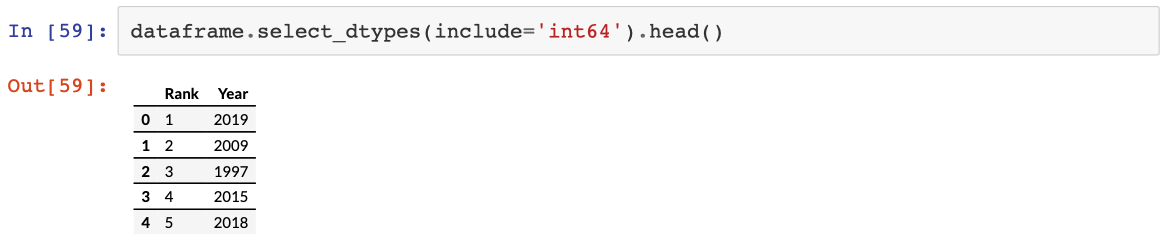 In [59]: dataframe.select_dtypes(include='int64').head()
Out[59]:
Rank Year
0 1 2019
1 2 2009
2 3 1997
3 4 2015
4 5 2018